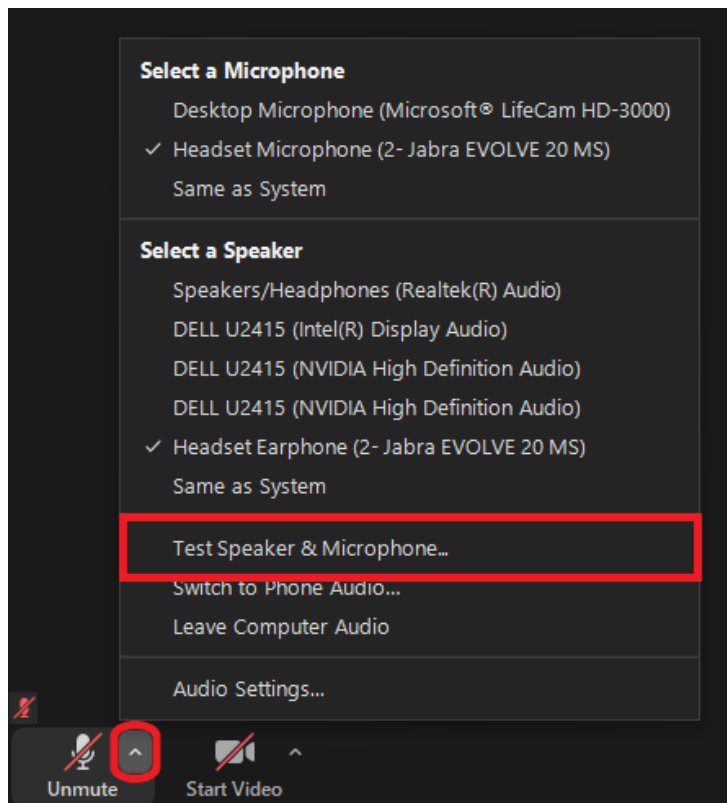 Select a Microphone
Desktop Microphone (Microsoft® LifeCam HD-3000)
Headset Microphone (2- Jabra EVOLVE 20 MS)
Same as System
Select a Speaker
Speakers/Headphones (Realtek(R) Audio)
DELL U2415 (Intel(R) Display Audio)
DELL U2415 (NVIDIA High Definition Audio)
DELL U2415 (NVIDIA High Definition Audio)
Headset Earphone (2- Jabra EVOLVE 20 MS)
Same as System
Test Speaker & Microphone...
Switch to Phone Audio...
Leave Computer Audio
Audio Settings...
Unmute
Start Video